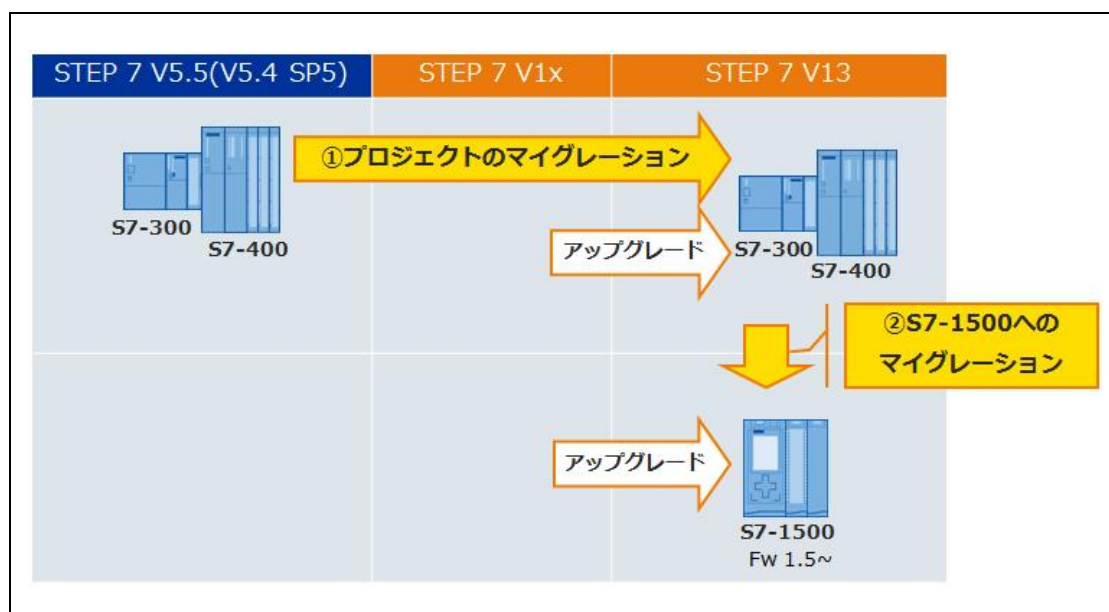 STEP 7 V5.5(V5.4 SP5)
STEP 7 V1x
STEP 7 V13
①プロジェクトのマイグレーション
S7-300
S7-400
アップグレード
S7-300
S7-400
②S7-1500への
マイグレーション
アップグレード
S7-1500
Fw 1.5~